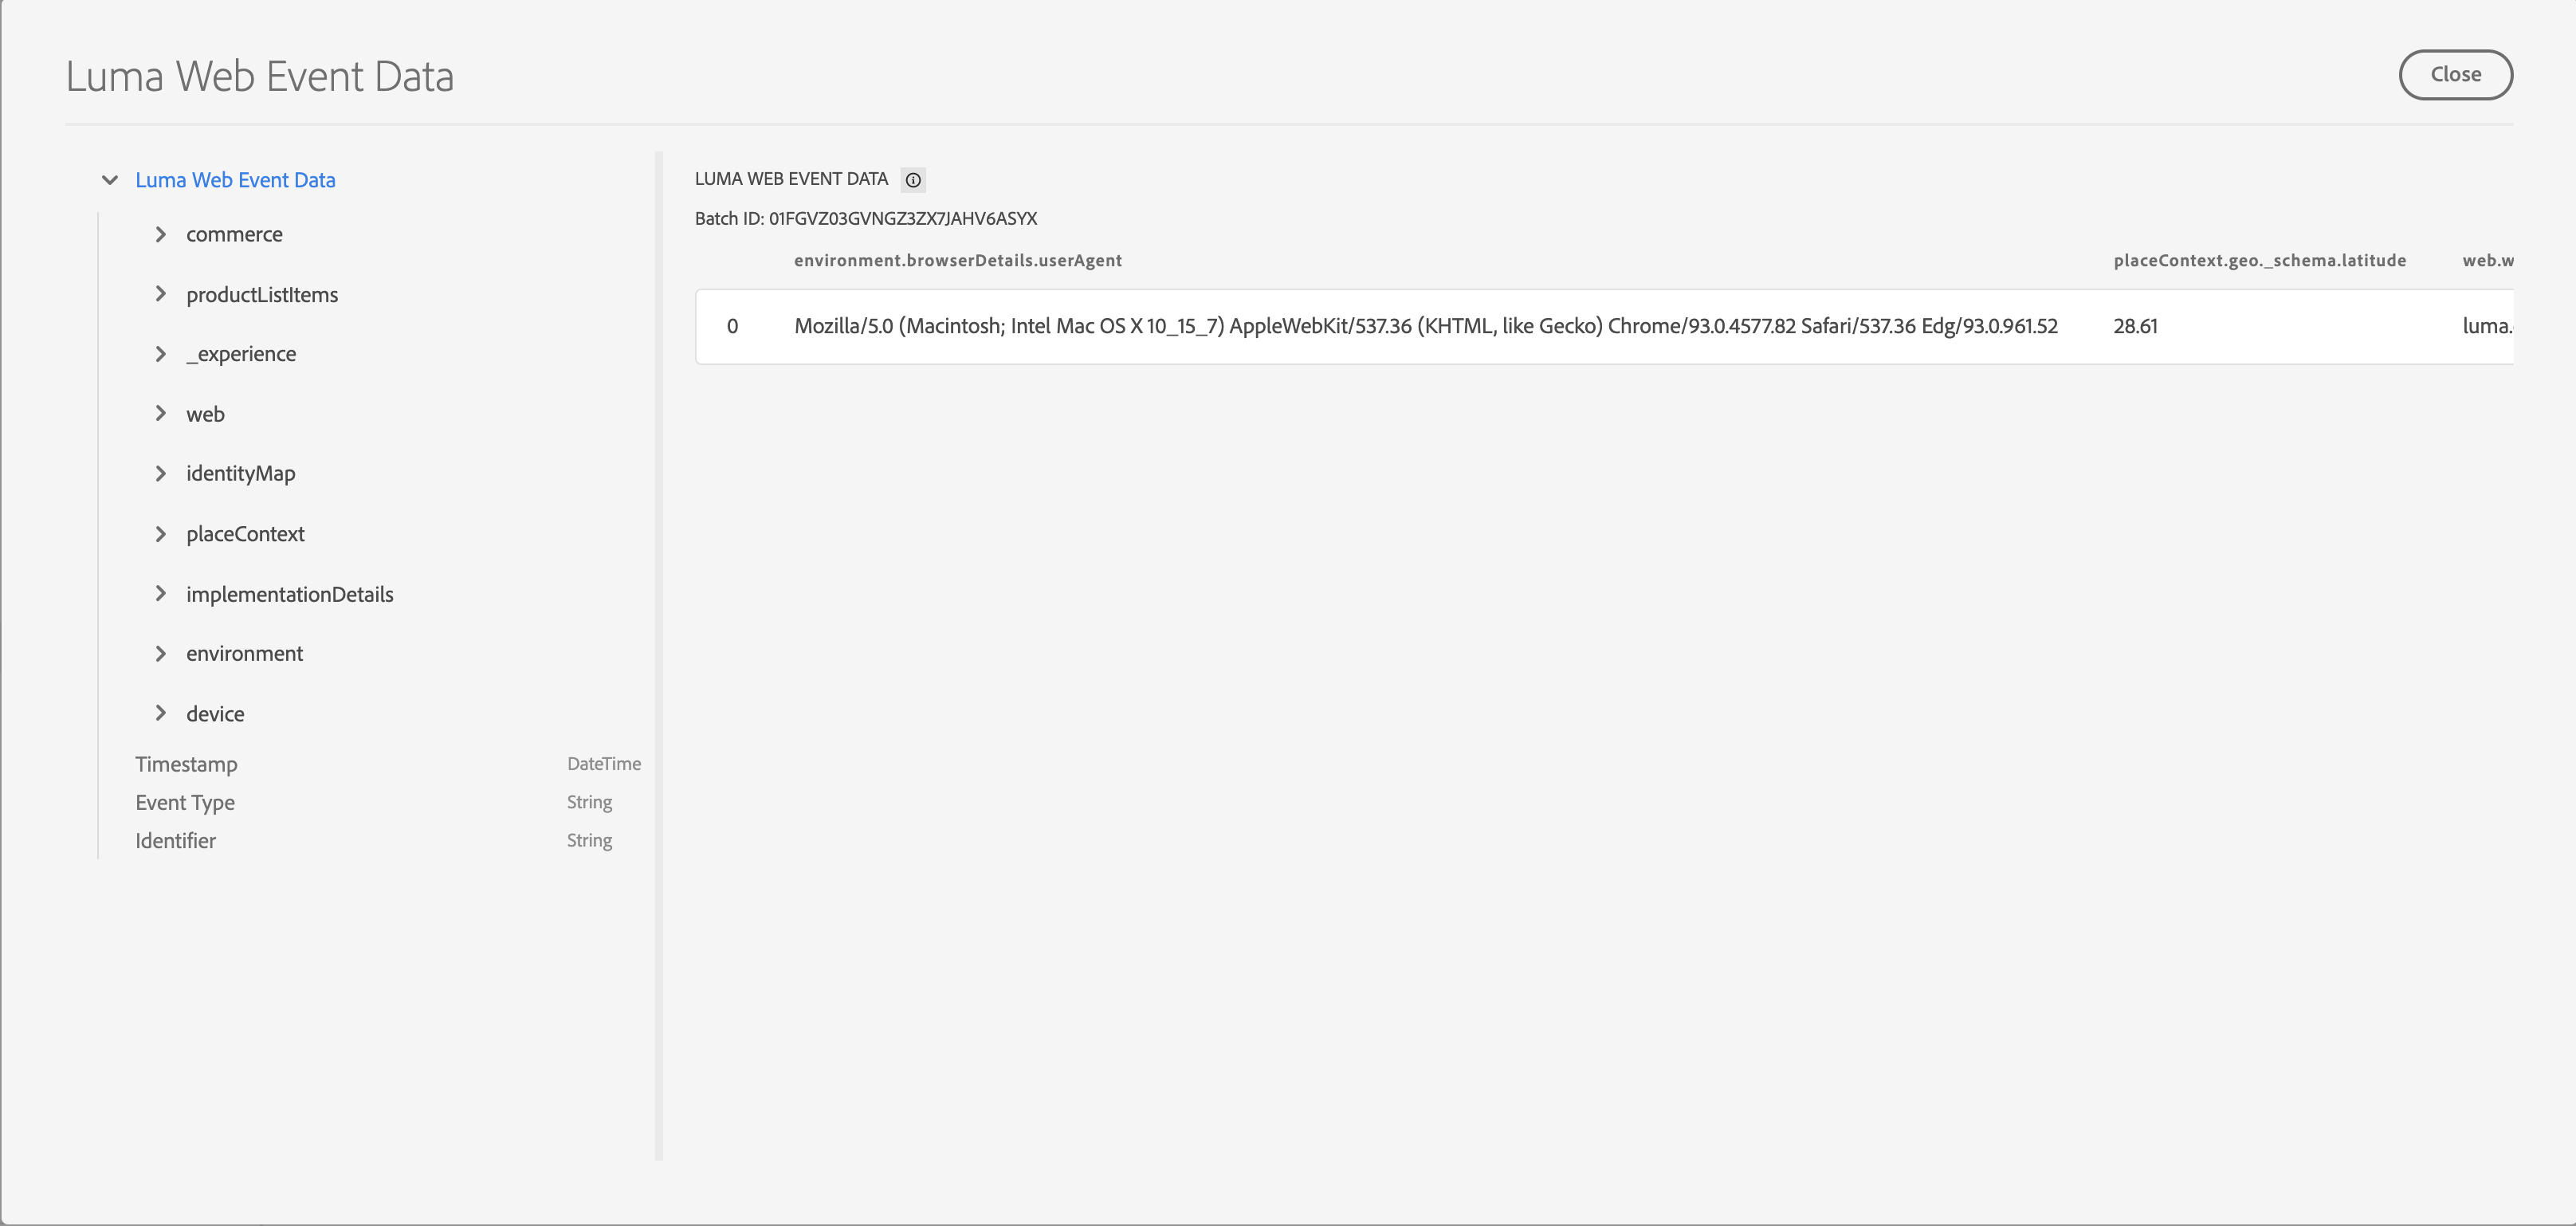 Luma Web Event Data
Close
Luma Web Event Data
commerce
productListItems
_experience
web
identityMap
placeContext
implementationDetails
environment
device
Timestamp DateTime
Event Type String
Identifier String
LUMA WEB EVENT DATA
Batch ID: 01FGVZ03GVNGZ3ZX7JAHV6ASYX
environment.browserDetails.userAgent placeContext.geo._schema.latitude web.w
0 Mozilla/5.0 (Macintosh; Intel Mac OS X 10_15_7) AppleWebKit/537.36 (KHTML, like Gecko) Chrome/93.0.4577.82 Safari/537.36 Edg/93.0.961.52 28.61 luma.